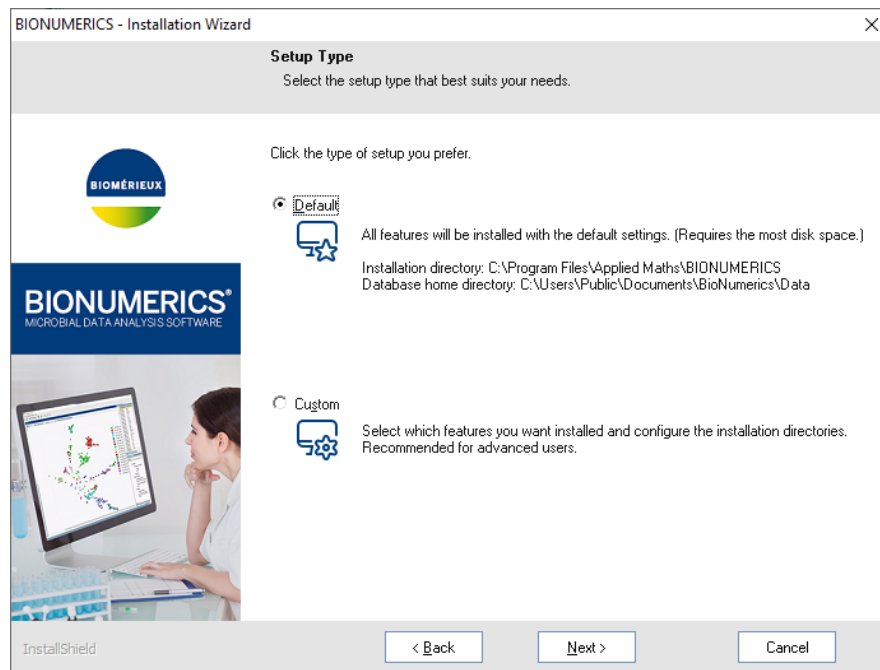 BIONUMERICS - Installation Wizard
Setup Type
Select the setup type that best suits your needs.
Click the type of setup you prefer.
BIOMÉRIEUX
Default
All features will be installed with the default settings. (Requires the most disk space.)
Installation directory: C:\Program Files\Applied Maths\BIONUMERICS
Database home directory: C:\Users\Public\Documents\BioNumerics\Data
BIONUMERICS®
MICROBIAL DATA ANALYSIS SOFTWARE
Custom
Select which features you want installed and configure the installation directories.
Recommended for advanced users.
InstallShield
< Back
Next >
Cancel